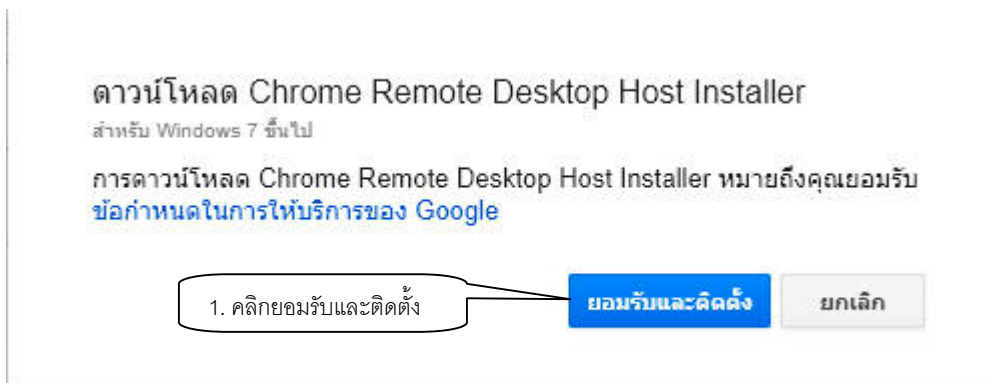 ดาวน์โหลด Chrome Remote Desktop Host Installer
สำหรับ Windows 7 ขึ้นไป
การดาวน์โหลด Chrome Remote Desktop Host Installer หมายถึงคุณยอมรับ
ข้อกำหนดในการให้บริการของ Google
1. คลิกยอมรับและติดตั้ง
ยอมรับและติดตั้ง
ยกเลิก